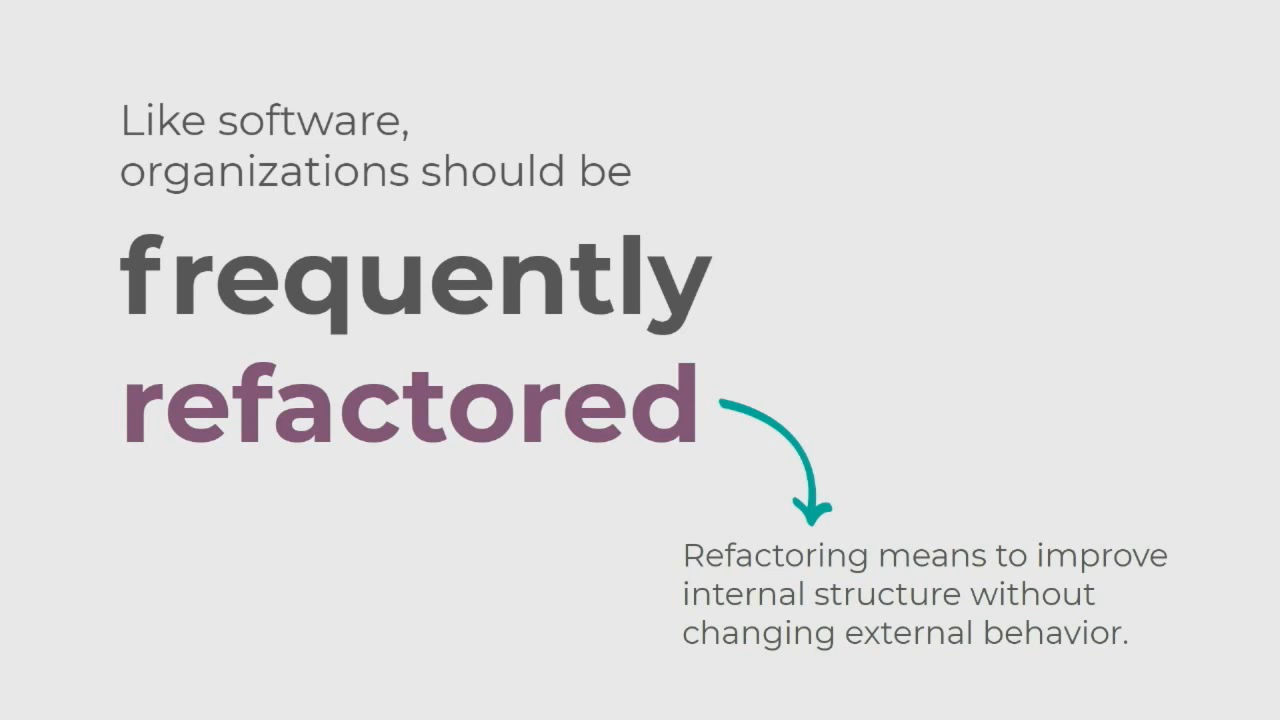 Like software,
organizations should be
frequently
refactored
Refactoring means to improve
internal structure without
changing external behavior.